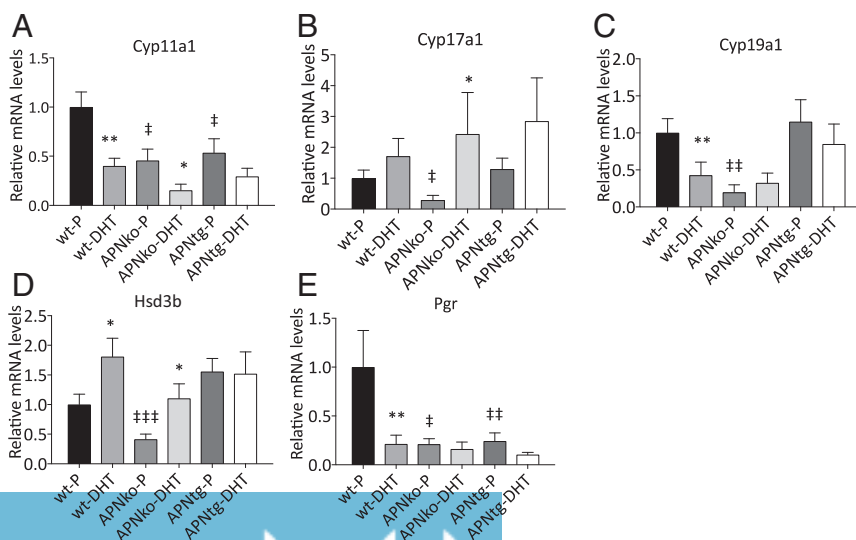 A
Cyp11a1
Relative mRNA levels
1.5
1.0
0.5
0.0
**
‡
*
‡
wt-P
wt-DHT
APNko-P
APNko-DHT
APNtg-P
APNtg-DHT
B
Cyp17a1
Relative mRNA levels
5
4
3
2
1
0
‡
*
wt-P
wt-DHT
APNko-P
APNko-DHT
APNtg-P
APNtg-DHT
C
Cyp19a1
Relative mRNA levels
2.0
1.5
1.0
0.5
0.0
**
‡‡
wt-P
wt-DHT
APNko-P
APNko-DHT
APNtg-P
APNtg-DHT
D
Hsd3b
Relative mRNA levels
2.5
2.0
1.5
1.0
0.5
0.0
*
‡‡‡
*
wt-P
wt-DHT
APNko-P
APNko-DHT
APNtg-P
APNtg-DHT
E
Pgr
Relative mRNA levels
1.5
1.0
0.5
0.0
**
‡
‡‡
wt-P
wt-DHT
APNko-P
APNko-DHT
APNtg-P
APNtg-DHT